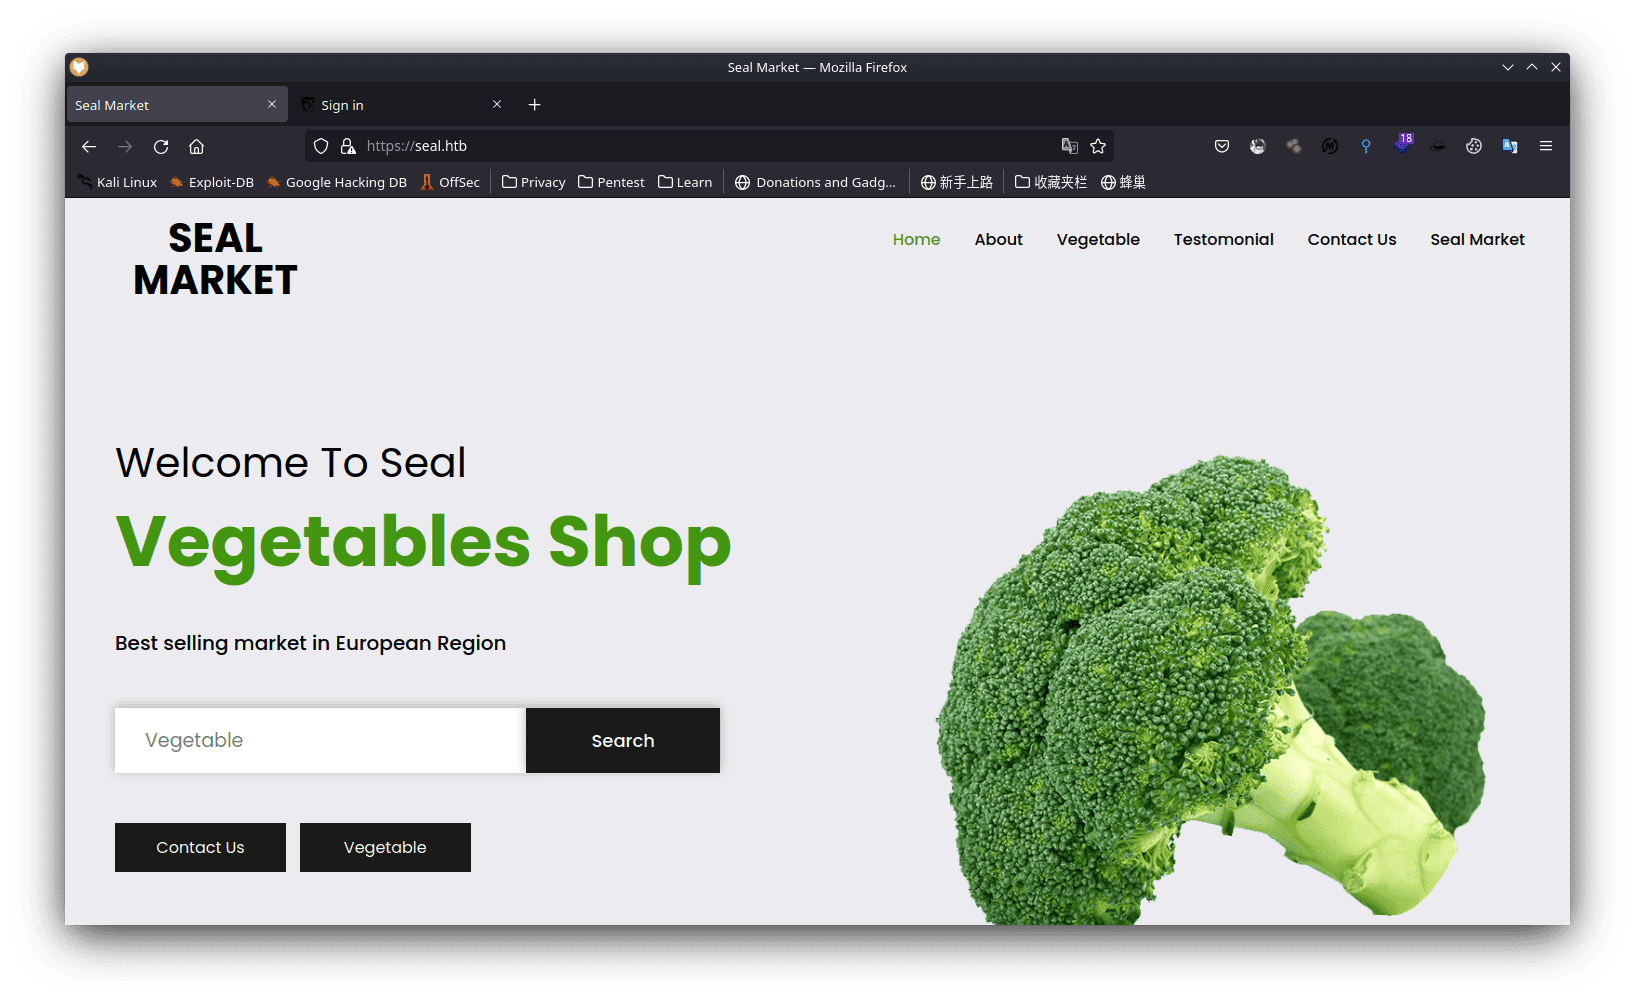 Seal Market — Mozilla Firefox
Seal Market
Sign in
https://seal.htb
18
Kali Linux
Exploit-DB
Google Hacking DB
OffSec
Privacy
Pentest
Learn
Donations and Gadg...
新手上路
收藏夹栏
蜂巢
SEAL
MARKET
Home
About
Vegetable
Testomonial
Contact Us
Seal Market
Welcome To Seal
Vegetables Shop
Best selling market in European Region
Vegetable
Search
Contact Us
Vegetable